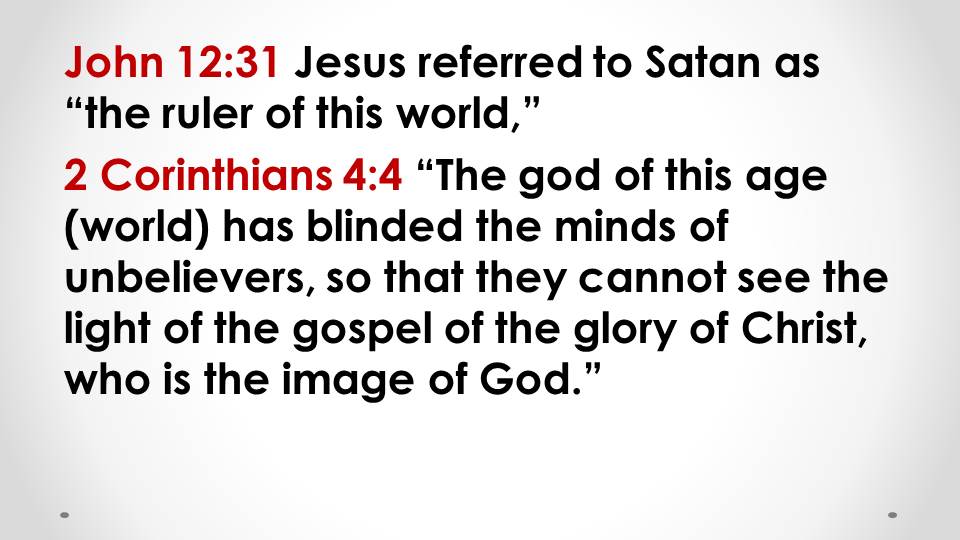 John 12:31 Jesus referred to Satan as
“the ruler of this world,”
2 Corinthians 4:4 “The god of this age
(world) has blinded the minds of
unbelievers, so that they cannot see the
light of the gospel of the glory of Christ,
who is the image of God.”